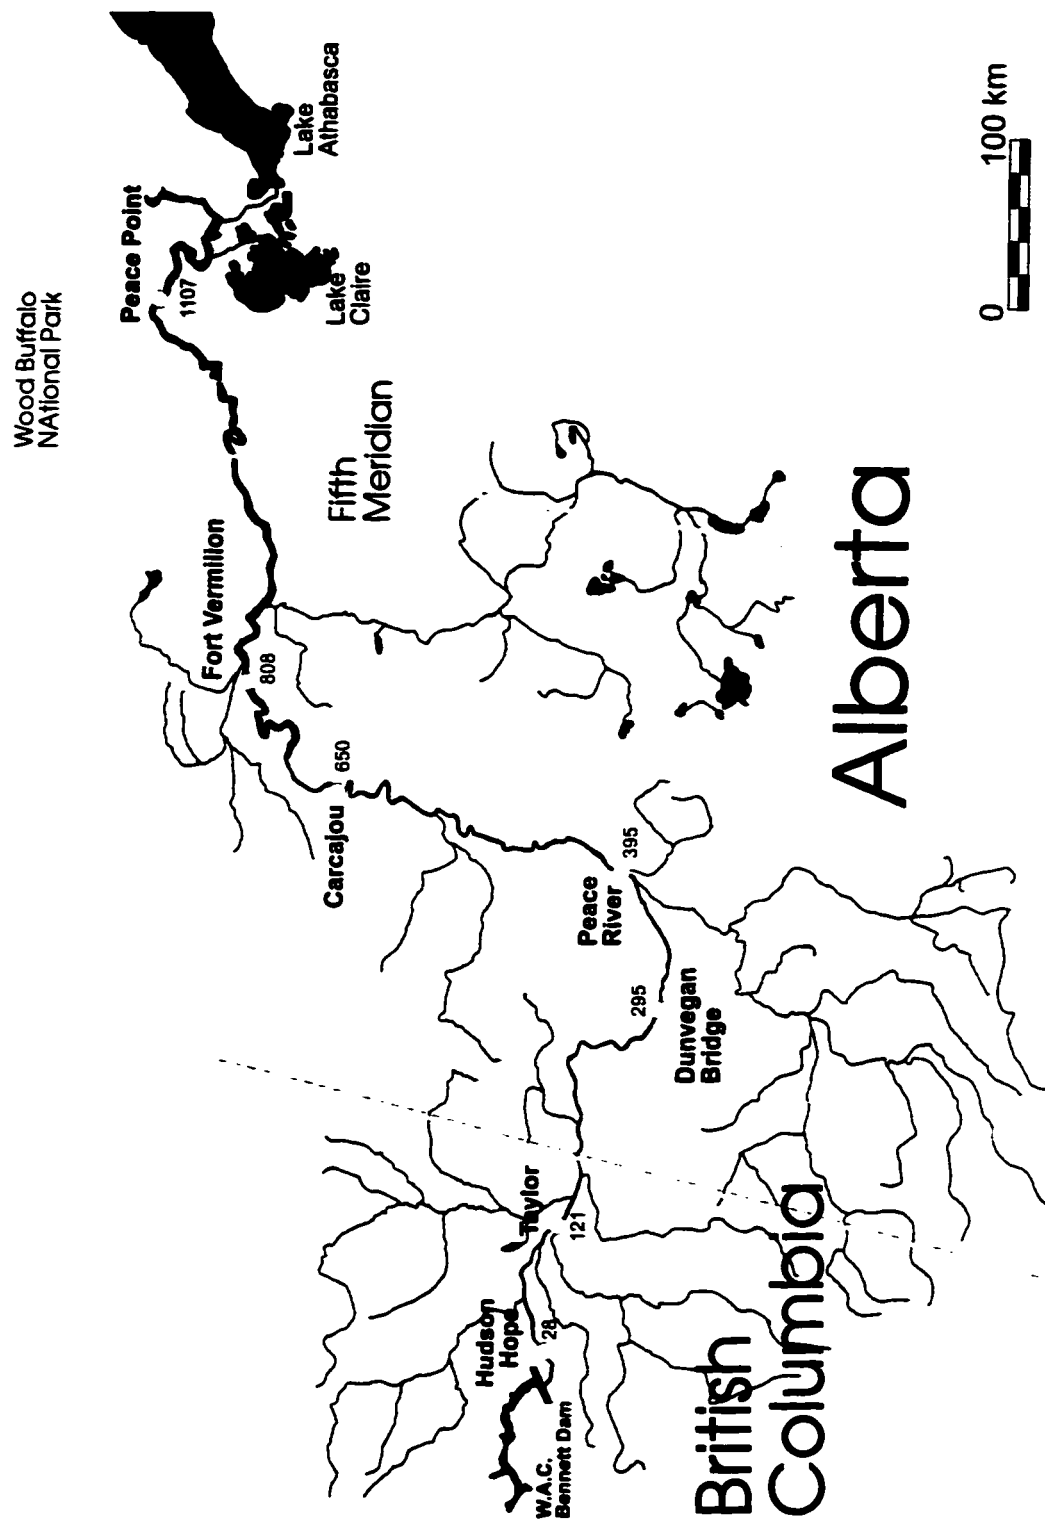 Wood Buffalo
NAtional Park
Peace Point
1107
Lake
Athabasca
Lake
Claire
Fort Vermilion
808
Fifth
Meridian
Carcajou
650
Peace
River
395
295
Dunvegan
Bridge
Taylor
121
Hudson
Hope
28
W.A.C.
Bennett Dam
British
Columbia
Alberta
0
100 km